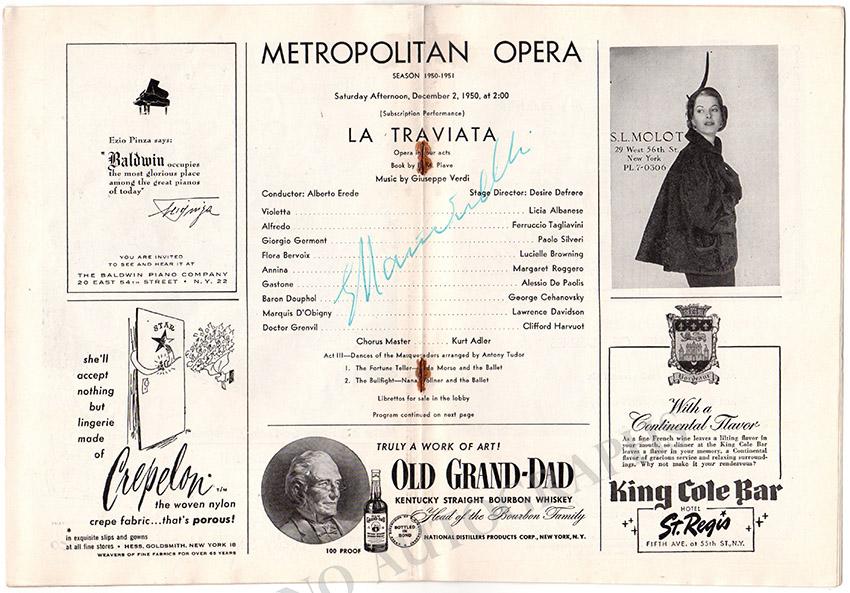 METROPOLITAN OPERA
SEASON 1950-1951
Saturday Afternoon, December 2, 1950, at 2:00
(Subscription Performance)
LA TRAVIATA
Opera in four acts
Book by Piave
Music by Giuseppe Verdi
Conductor: Alberto Erede Stage Director: Desire Defrere
Violetta Licia Albanese
Alfredo Ferruccio Tagliavini
Giorgio Germont Paolo Silveri
Flora Bervoix Lucielle Browning
Annina Margaret Roggero
Gastone Alessio De Paolis
Baron Douphol George Cehanovsky
Marquis D'Obigny Lawrence Davidson
Doctor Grenvil Clifford Harvuot
Chorus Master Kurt Adler
Act III—Dances of the Masqueraders arranged by Antony Tudor
1. The Fortune Teller— Morse and the Ballet
2. The Bullfight—Nana Gollner and the Ballet
Librettos for sale in the lobby
Program continued on next page
Ezio Pinza says:
"Baldwin occupies
the most glorious place
among the great pianos
of today"
YOU ARE INVITED
TO SEE AND HEAR IT AT
THE BALDWIN PIANO COMPANY
20 EAST 54TH STREET • N.Y. 22
STAR
she'll
accept
nothing
but
lingerie
made
of
Crepelon* T/M
the woven nylon
crepe fabric...that's porous!
*
in exquisite slips and gowns
at all fine stores • HESS, GOLDSMITH, NEW YORK 18
WEAVERS OF FINE FABRICS FOR OVER 65 YEARS
TRULY A WORK OF ART!
OLD GRAND-DAD
KENTUCKY STRAIGHT BOURBON WHISKEY
Head of the Bourbon Family
BOTTLED IN BOND
100 PROOF
NATIONAL DISTILLERS PRODUCTS CORP., NEW YORK, N.Y.
S.L. MOLOT
29 West 56th St.
New York
PL. 7-0306
Bordeaux
With a
Continental Flavor
As a fine French wine leaves a lilting flavor in
your mouth, so dinner at the King Cole Bar
leaves a flavor in your memory, a Continental
flavor of gracious service and relaxing surround-
ings. Why not make it your rendezvous?
King Cole Bar
HOTEL
St. Regis
FIFTH AVE. at 55th ST., N.Y.